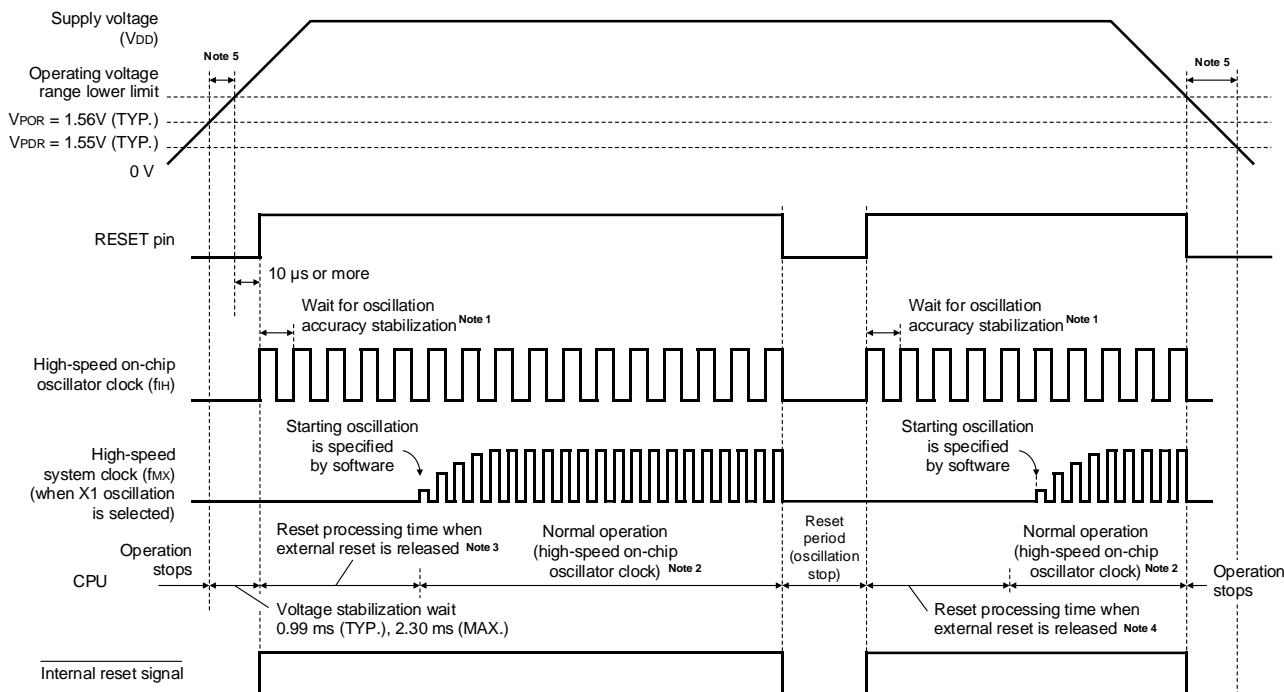 Supply voltage
(VDD)
Note 5
Note 5
Operating voltage
range lower limit
VPOR = 1.56V (TYP.)
VPDR = 1.55V (TYP.)
0 V
RESET pin
10 µs or more
Wait for oscillation
accuracy stabilization Note 1
Wait for oscillation
accuracy stabilization Note 1
High-speed on-chip
oscillator clock (fIH)
Starting oscillation
is specified
by software
Starting oscillation
is specified
by software
High-speed
system clock (fMX)
(when X1 oscillation
is selected)
Reset processing time when
external reset is released Note 3
Normal operation
(high-speed on-chip
oscillator clock) Note 2
Reset
period
(oscillation
stop)
Normal operation
(high-speed on-chip
oscillator clock) Note 2
Operation
stops
CPU
Operation
stops
Voltage stabilization wait
0.99 ms (TYP.), 2.30 ms (MAX.)
Reset processing time when
external reset is released Note 4
Internal reset signal